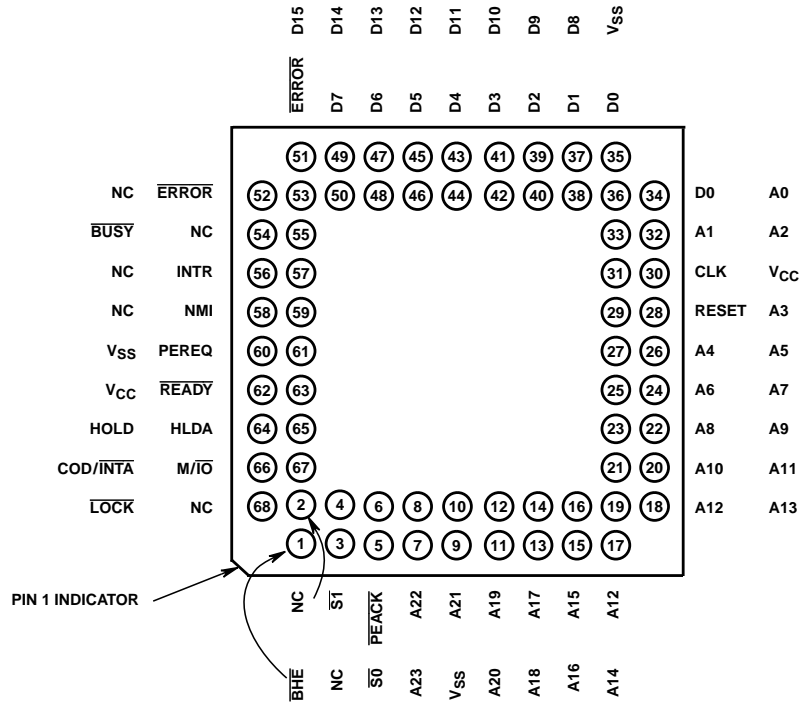 D15 D14 D13 D12 D11 D10 D9 D8 VSS
ERROR D7 D6 D5 D4 D3 D2 D1 D0
51 49 47 45 43 41 39 37 35
NC ERROR 52 53 50 48 46 44 42 40 38 36 34 D0 A0
BUSY NC 54 55 33 32 A1 A2
NC INTR 56 57 31 30 CLK VCC
NC NMI 58 59 29 28 RESET A3
VSS PEREQ 60 61 27 26 A4 A5
VCC READY 62 63 25 24 A6 A7
HOLD HLDA 64 65 23 22 A8 A9
COD/INTA M/IO 66 67 21 20 A10 A11
LOCK NC 68 2 4 6 8 10 12 14 16 19 18 A12 A13
1 3 5 7 9 11 13 15 17
PIN 1 INDICATOR
NC S1 PEACK A22 A21 A19 A17 A15 A12
BHE NC S0 A23 VSS A20 A18 A16 A14